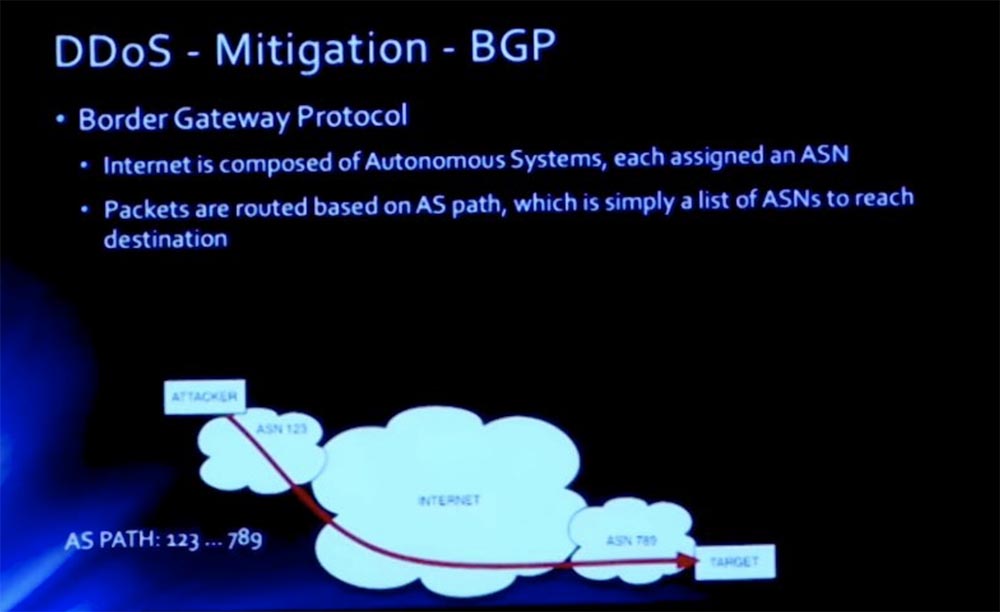 DDoS - Mitigation - BGP
• Border Gateway Protocol
• Internet is composed of Autonomous Systems, each assigned an ASN
• Packets are routed based on AS path, which is simply a list of ASNs to reach
destination
ATTACKER
ASN 123
INTERNET
AS PATH: 123 ... 789
ASN 789
TARGET